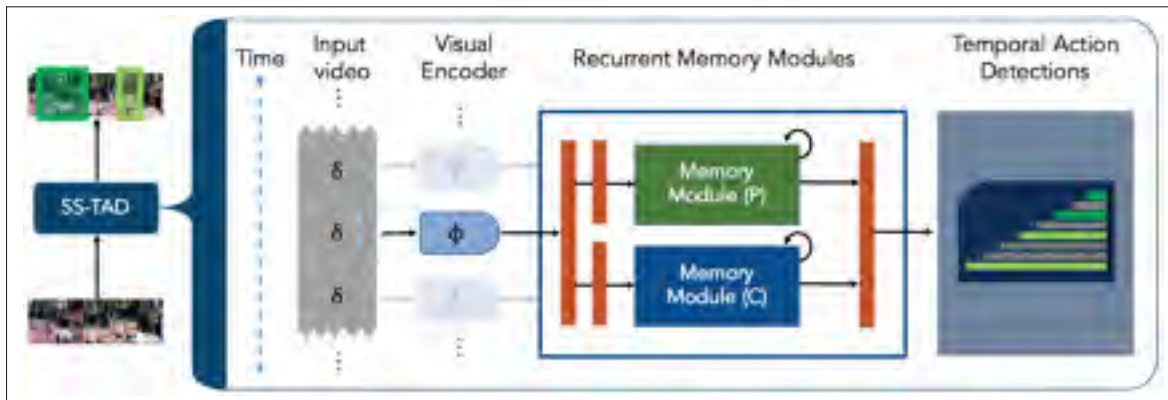 Time
Input
video
Visual
Encoder
Recurrent Memory Modules
Temporal Action
Detections
SS-TAD
δ
δ
δ
ϕ
Memory
Module (P)
Memory
Module (C)